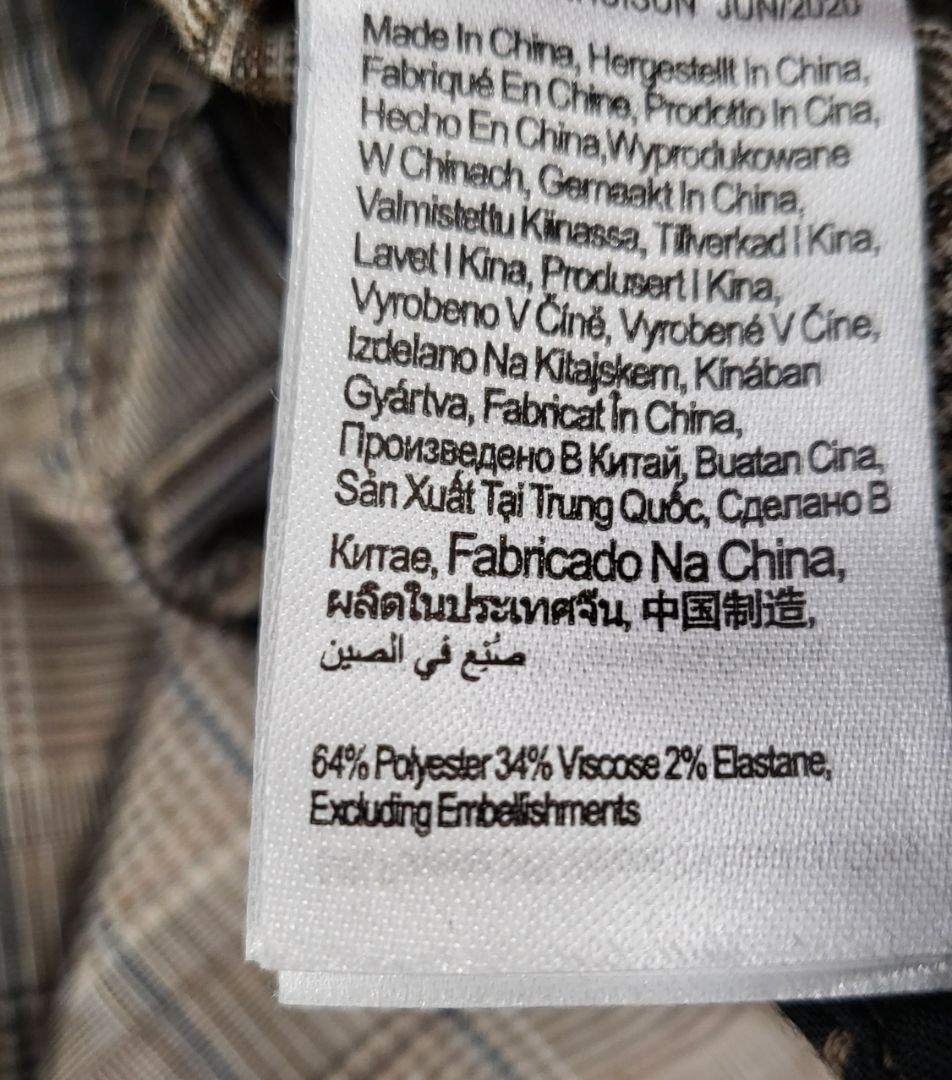 JUN/2020
Made In China, Hergestellt In China,
Fabriqué En Chine, Prodotto In Cina,
Hecho En China,Wyprodukowane
W Chinach, Gemaakt In China,
Valmistettu Kiinassa, Tillverkad I Kina,
Lavet I Kina, Produsert I Kina,
Vyrobeno V Číně, Vyrobené V Číne,
Izdelano Na Kitajskem, Kínában
Gyártva, Fabricat În China,
Произведено В Китай, Buatan Cina,
Sản Xuất Tại Trung Quốc, Сделано В
Китае, Fabricado Na China,
ผลิตในประเทศจีน, 中国制造,
صُنِع في الصين
64% Polyester 34% Viscose 2% Elastane,
Excluding Embellishments